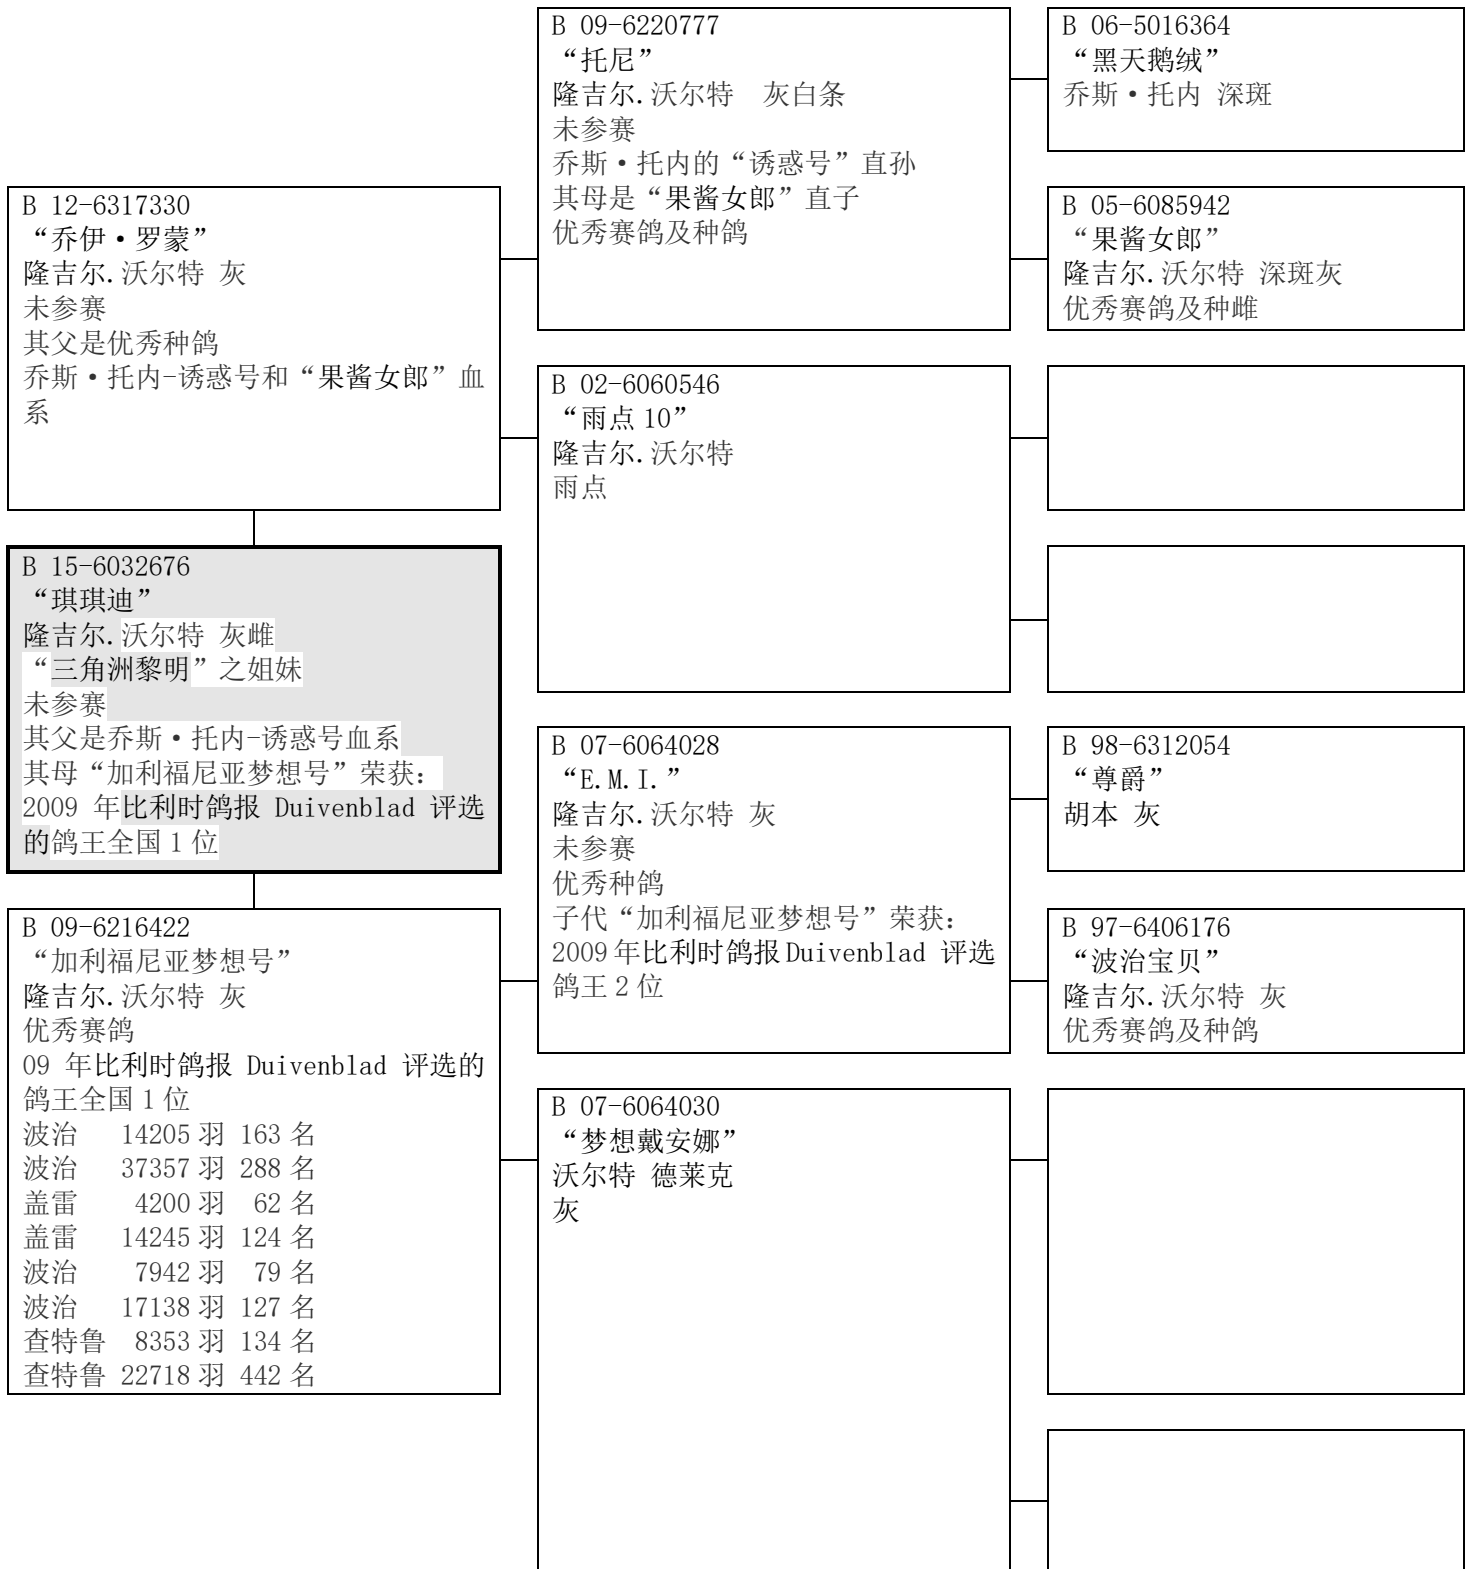 B 12-6317330
“乔伊·罗蒙”
隆吉尔.沃尔特 灰
未参赛
其父是优秀种鸽
乔斯·托内-诱惑号和“果酱女郎”血
系
B 15-6032676
“琪琪迪”
隆吉尔.沃尔特 灰雌
“三角洲黎明”之姐妹
未参赛
其父是乔斯·托内-诱惑号血系
其母“加利福尼亚梦想号”荣获：
2009 年比利时鸽报 Duivenblad 评选
的鸽王全国 1 位
B 09-6216422
“加利福尼亚梦想号”
隆吉尔.沃尔特 灰
优秀赛鸽
09 年比利时鸽报 Duivenblad 评选的
鸽王全国 1 位
波治 14205 羽 163 名
波治 37357 羽 288 名
盖雷 4200 羽 62 名
盖雷 14245 羽 124 名
波治 7942 羽 79 名
波治 17138 羽 127 名
查特鲁 8353 羽 134 名
查特鲁 22718 羽 442 名
B 09-6220777
“托尼”
隆吉尔.沃尔特 灰白条
未参赛
乔斯·托内的“诱惑号”直孙
其母是“果酱女郎”直子
优秀赛鸽及种鸽
B 02-6060546
“雨点 10”
隆吉尔.沃尔特
雨点
B 07-6064028
“E.M.I.”
隆吉尔.沃尔特 灰
未参赛
优秀种鸽
子代“加利福尼亚梦想号”荣获：
2009 年比利时鸽报 Duivenblad 评选
鸽王 2 位
B 07-6064030
“梦想戴安娜”
沃尔特 德莱克
灰
B 06-5016364
“黑天鹅绒”
乔斯·托内 深斑
B 05-6085942
“果酱女郎”
隆吉尔.沃尔特 深斑灰
优秀赛鸽及种雌
B 98-6312054
“尊爵”
胡本 灰
B 97-6406176
“波治宝贝”
隆吉尔.沃尔特 灰
优秀赛鸽及种鸽